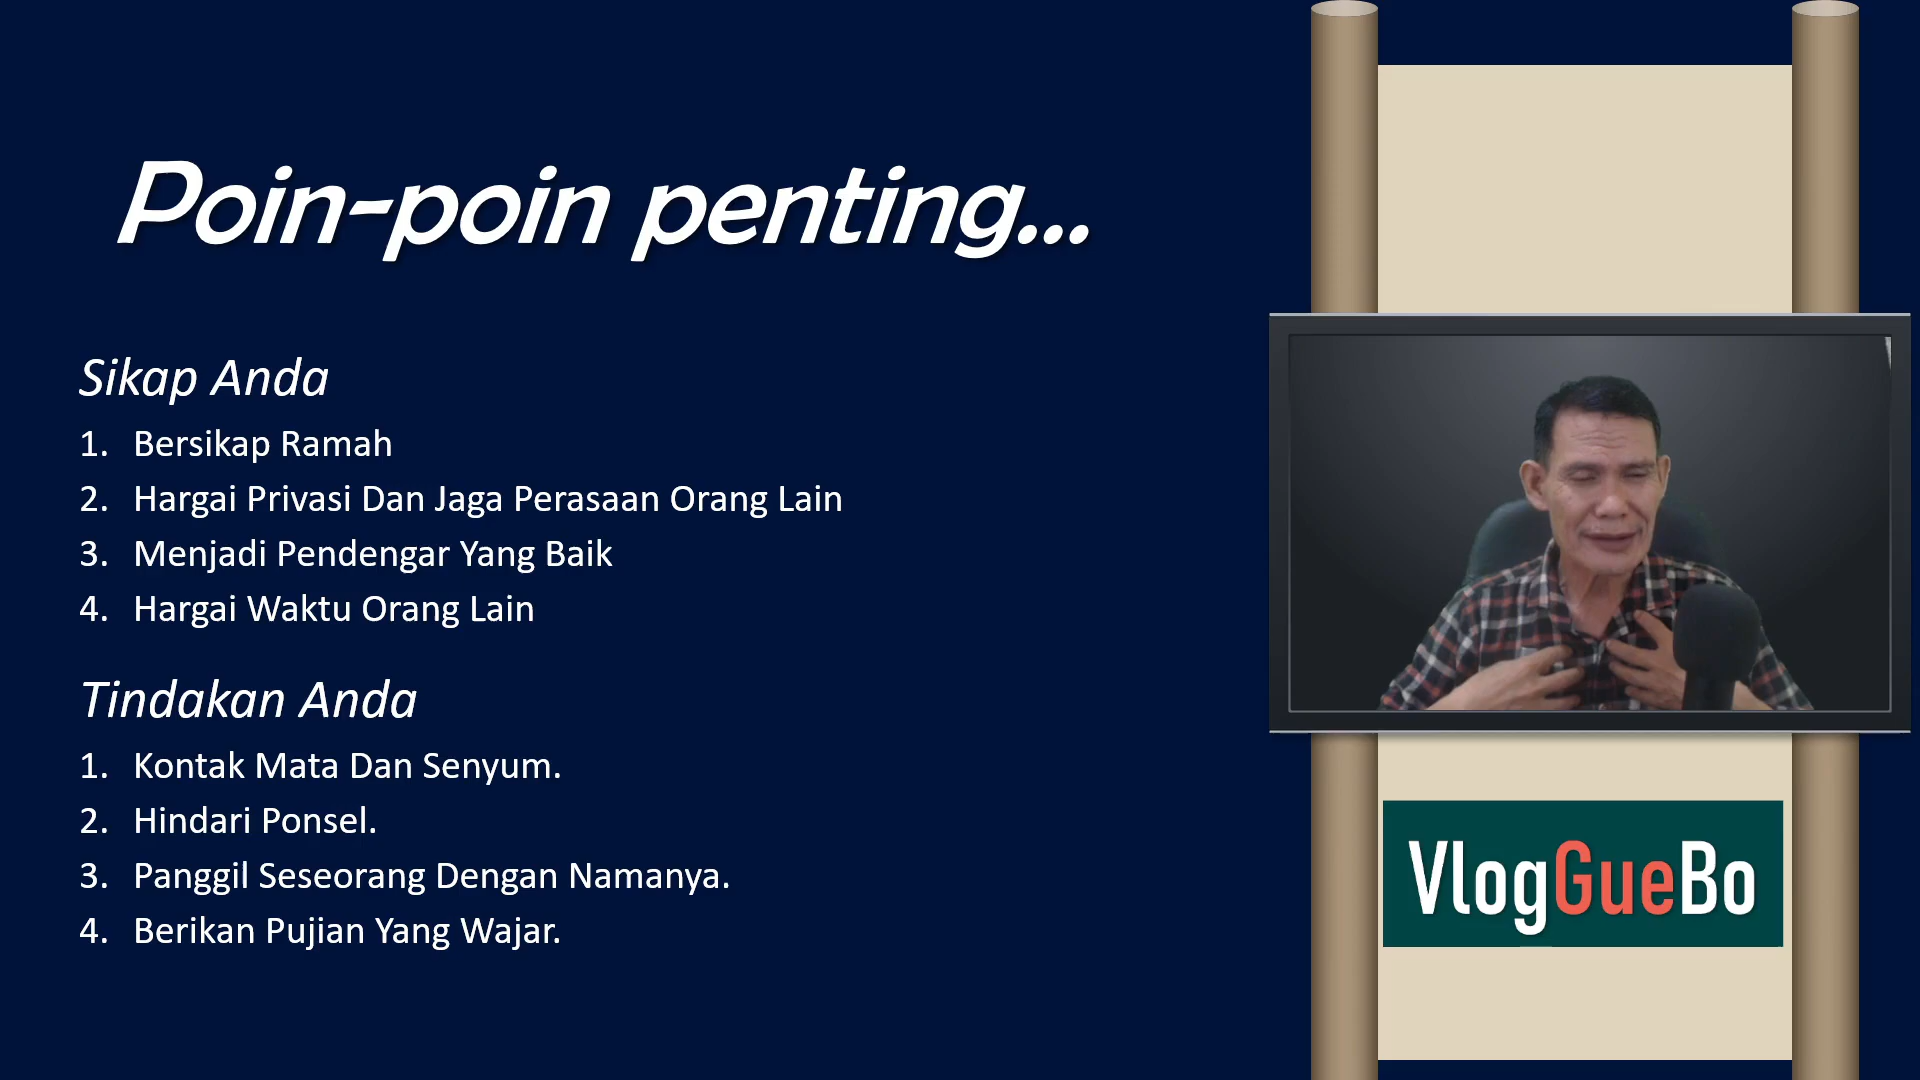 Poin-poin penting...
Sikap Anda
1. Bersikap Ramah
2. Hargai Privasi Dan Jaga Perasaan Orang Lain
3. Menjadi Pendengar Yang Baik
4. Hargai Waktu Orang Lain
Tindakan Anda
1. Kontak Mata Dan Senyum.
2. Hindari Ponsel.
3. Panggil Seseorang Dengan Namanya.
4. Berikan Pujian Yang Wajar.
VlogGueBo